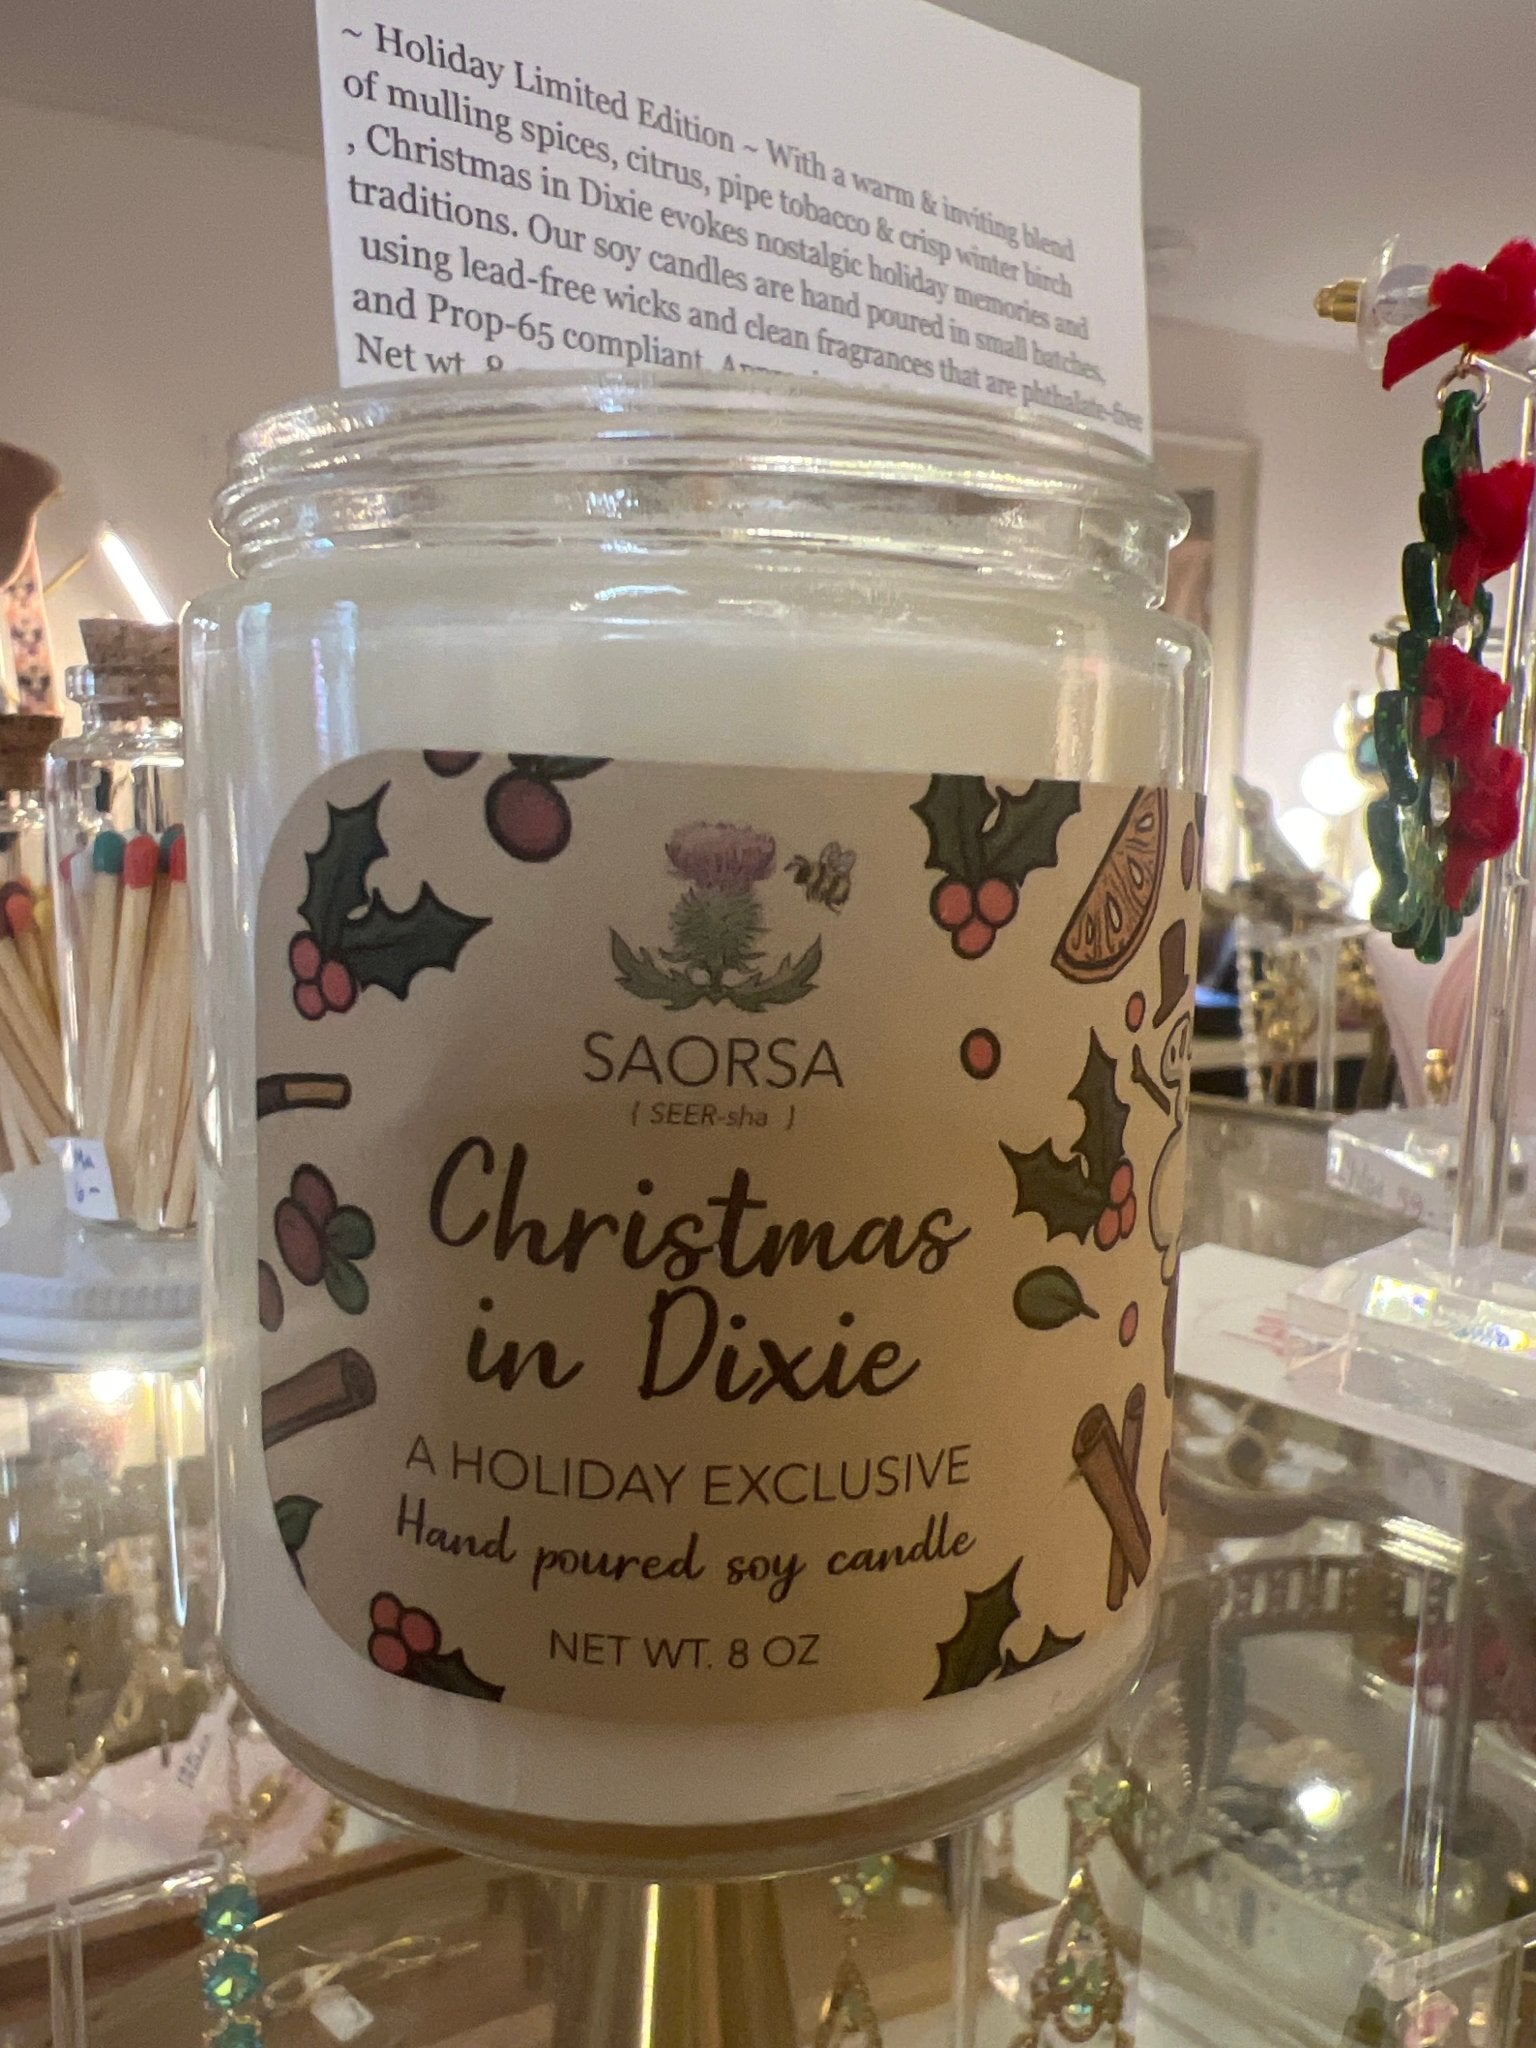 ~ Holiday Limited Edition ~ With a warm & inviting blend
of mulling spices, citrus, pipe tobacco & crisp winter birch
, Christmas in Dixie evokes nostalgic holiday memories and
traditions. Our soy candles are hand poured in small batches,
using lead-free wicks and clean fragrances that are phthalate-free
and Prop-65 compliant.
Net wt. 8
SAORSA
( SEER-sha )
Christmas
in Dixie
A HOLIDAY EXCLUSIVE
Hand poured soy candle
NET WT. 8 OZ